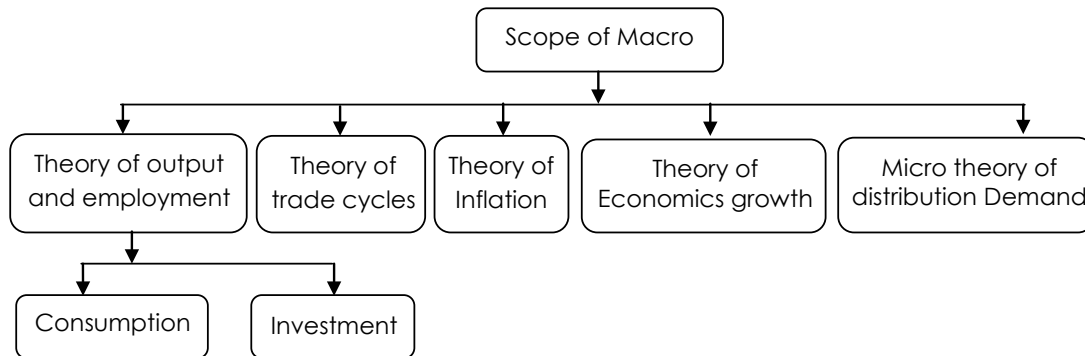 Scope of Macro
Theory of output
and employment
Theory of
trade cycles
Theory of
Inflation
Theory of
Economics growth
Micro theory of
distribution Demand
Consumption
Investment